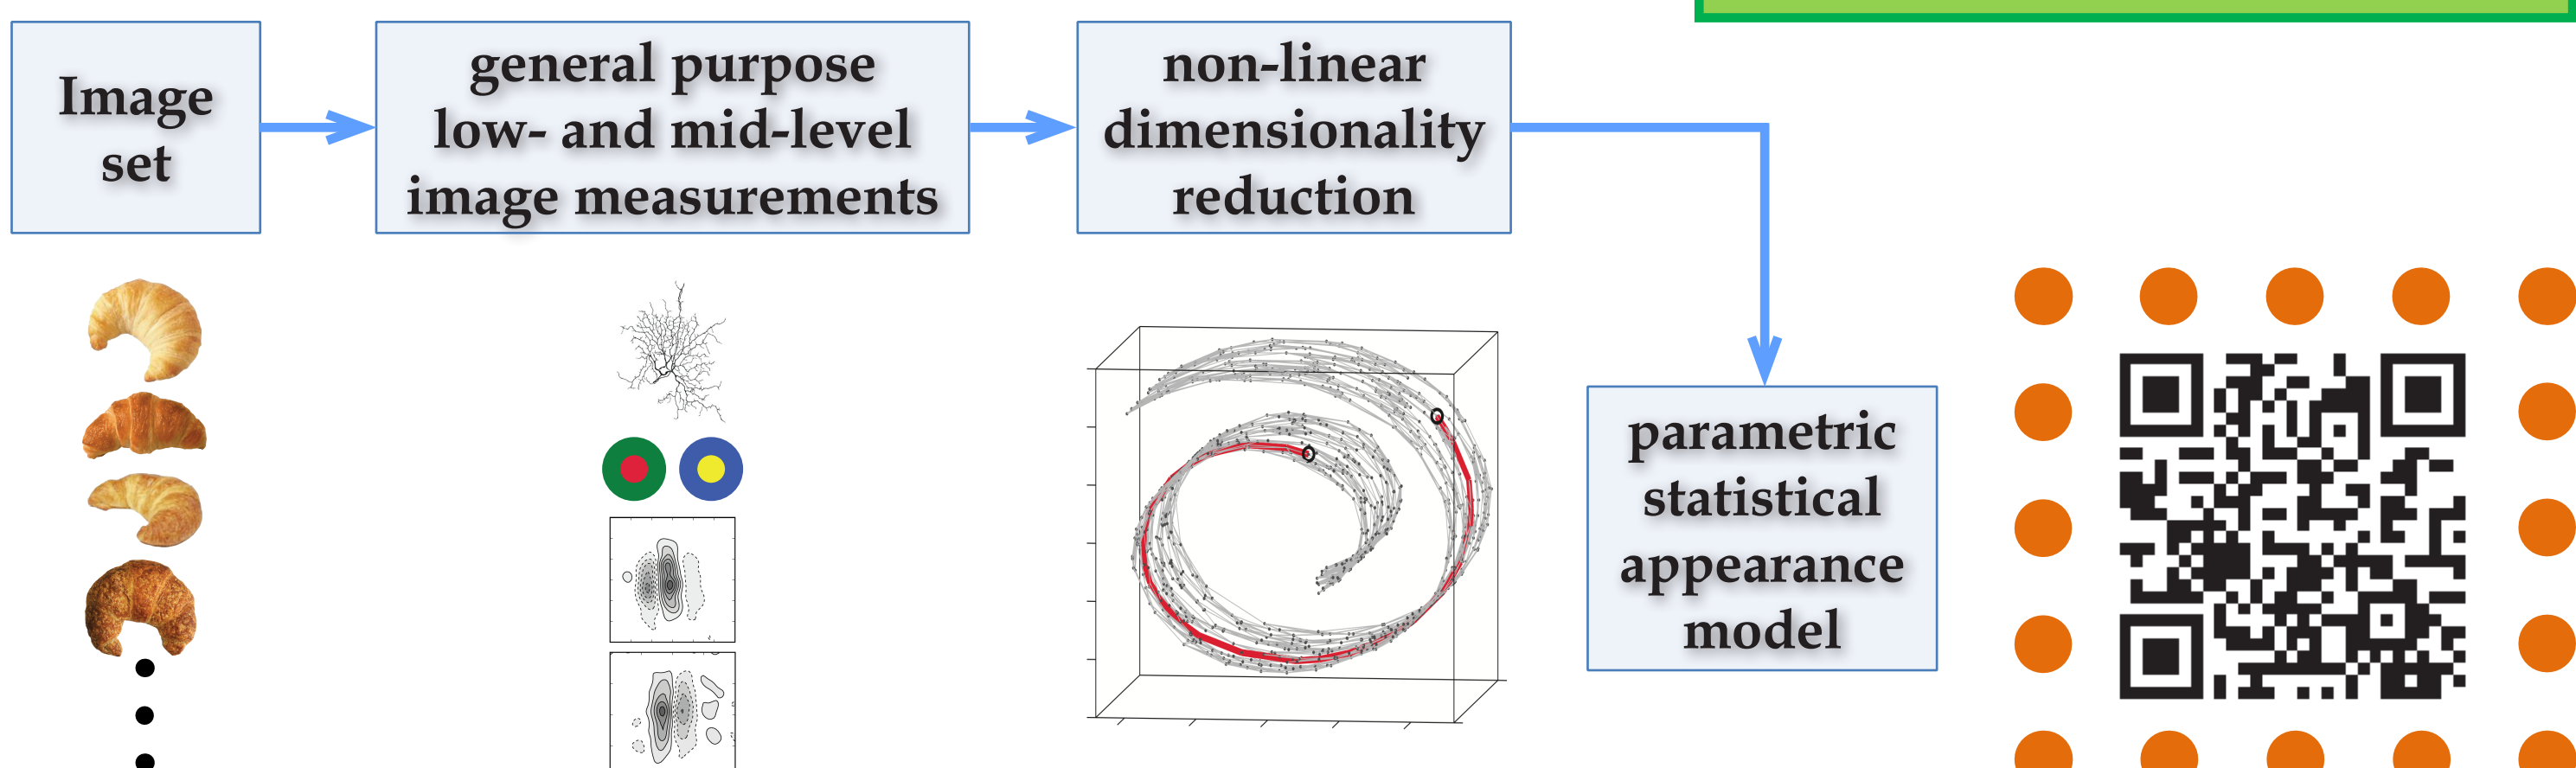 Image
set
general purpose
low- and mid-level
image measurements
non-linear
dimensionality
reduction
parametric
statistical
appearance
model